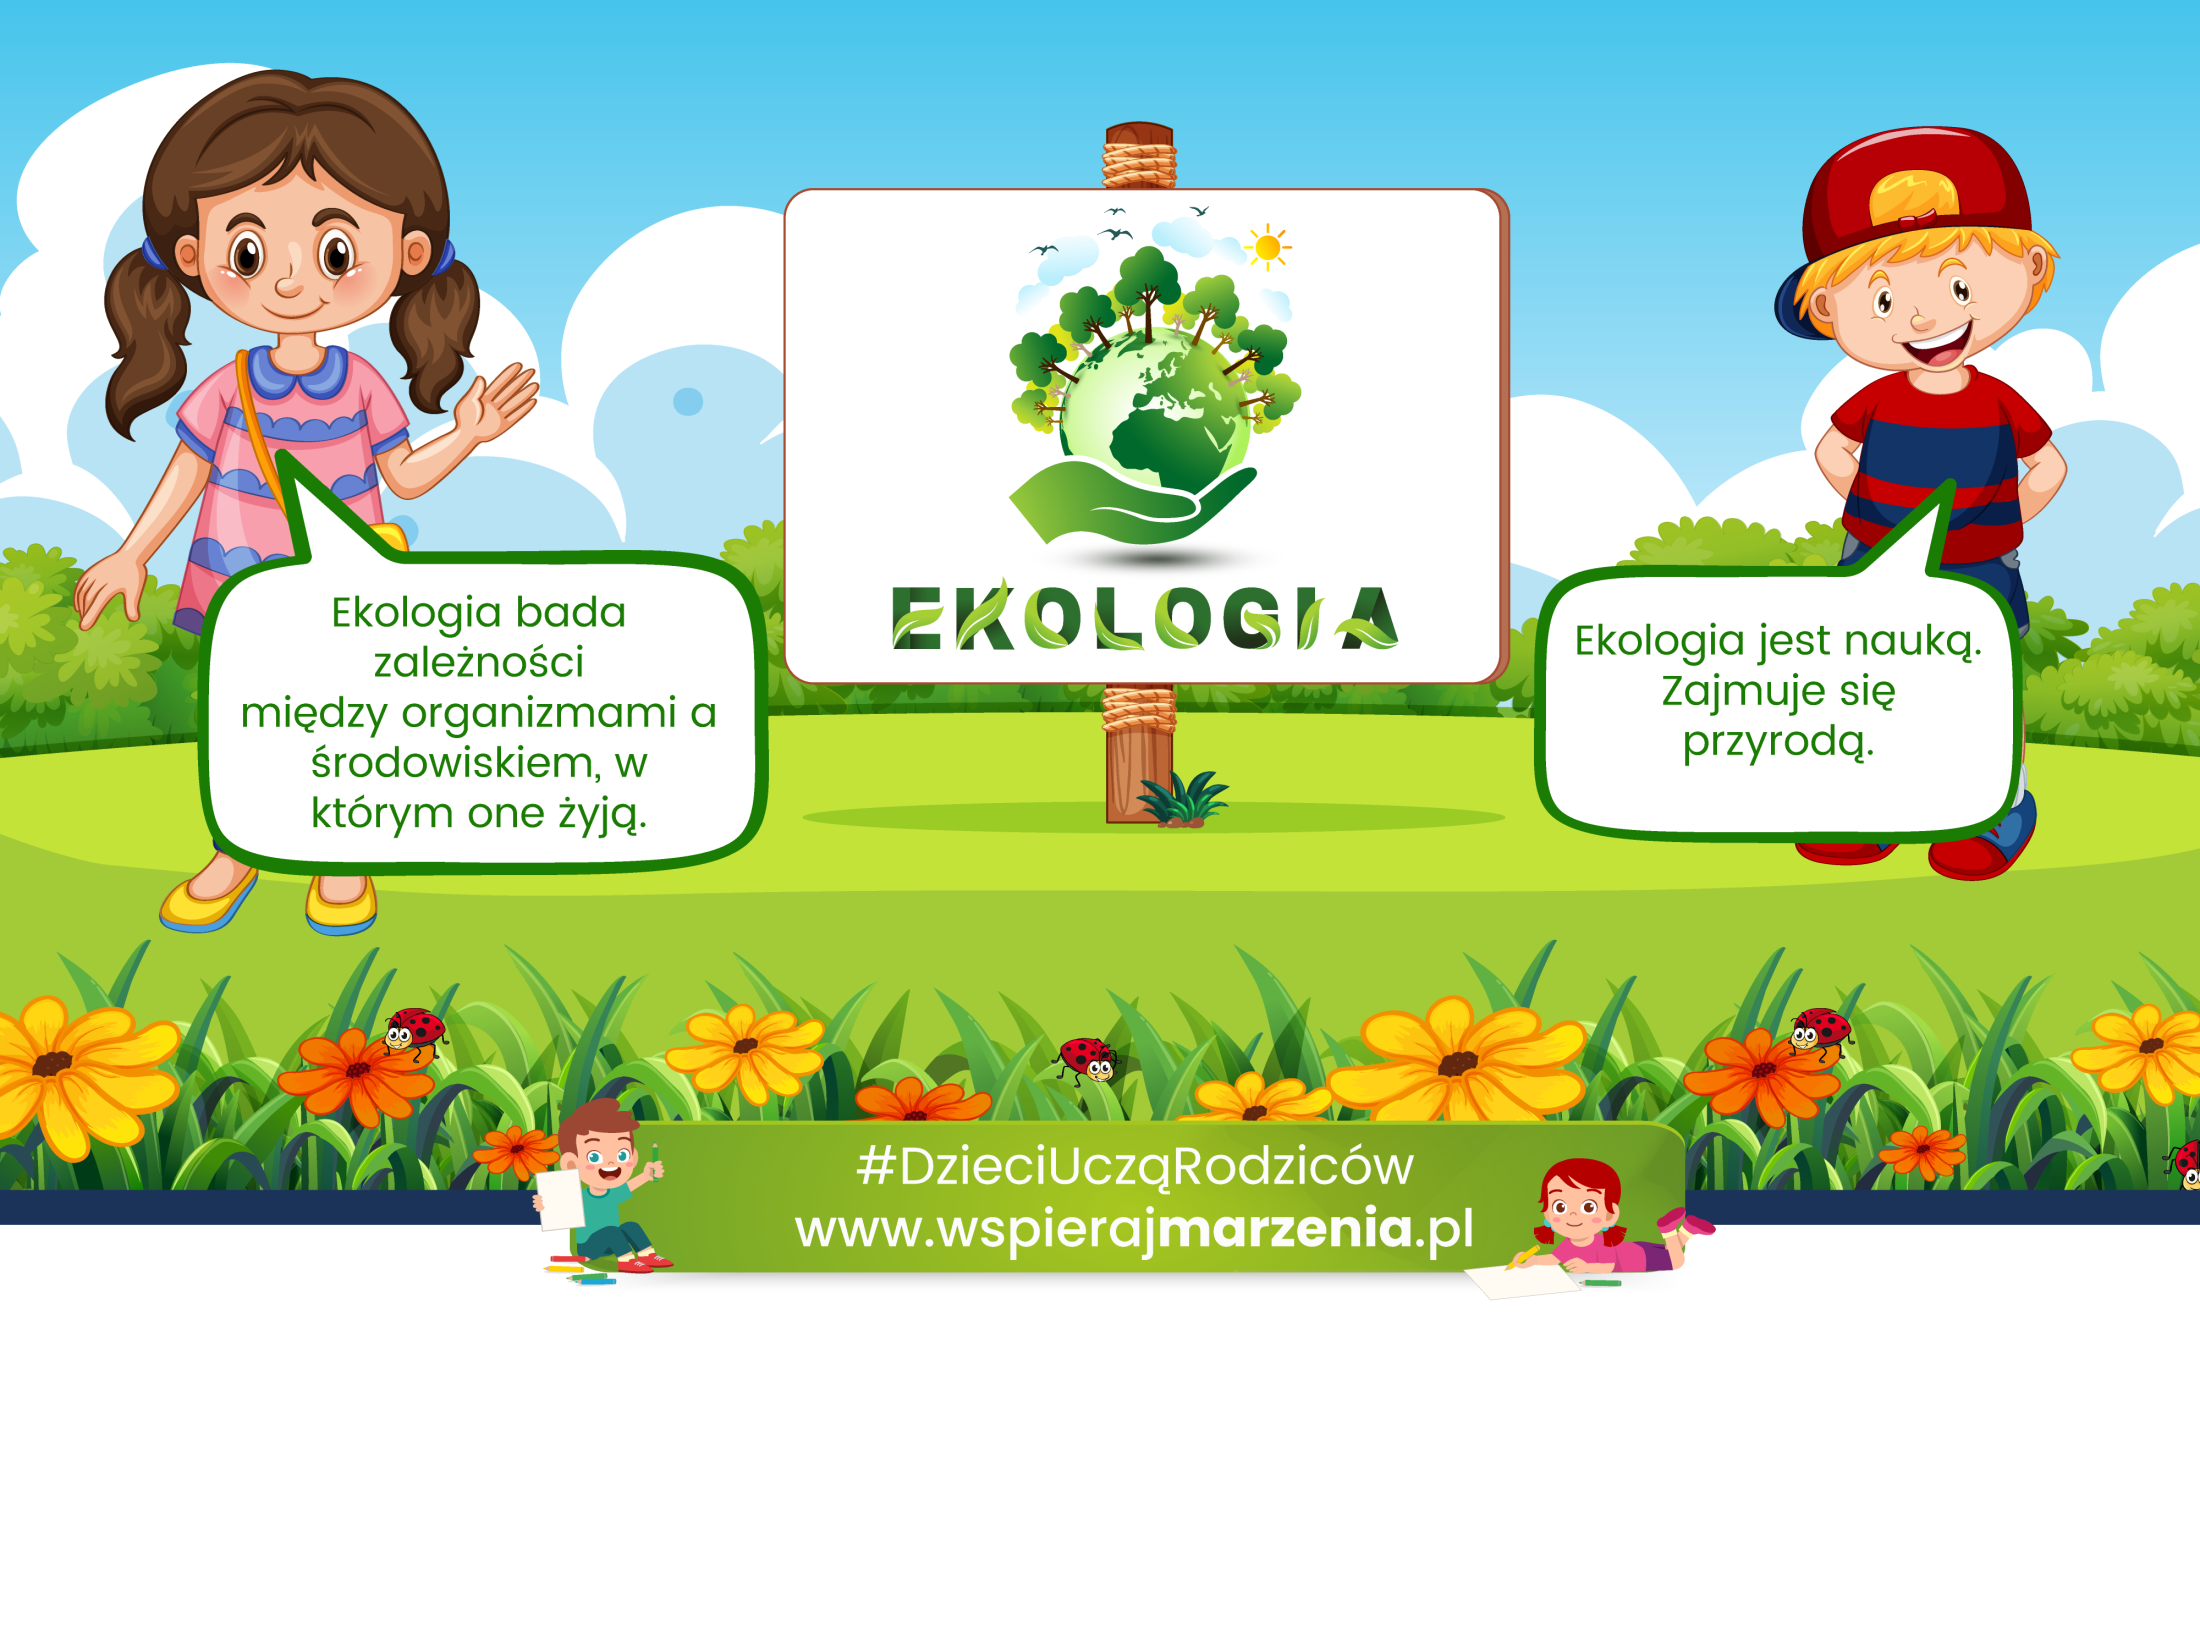 EKOLOGIA
Ekologia bada
zależności
między organizmami a
środowiskiem, w
którym one żyją.
Ekologia jest nauką.
Zajmuje się
przyrodą.
#DzieciUcząRodziców
www.wspierajmarzenia.pl